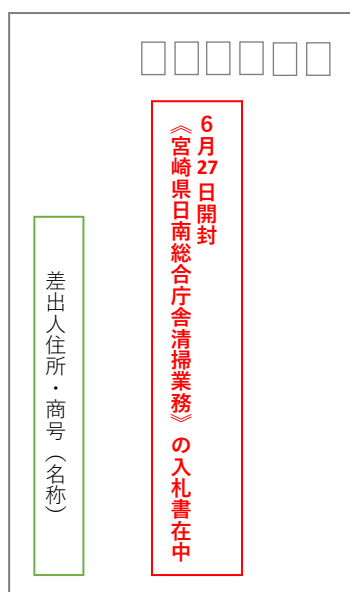 ６月27日開封
《宮崎県日南総合庁舎清掃業務》の入札書在中
差出人住所・商号（名称）